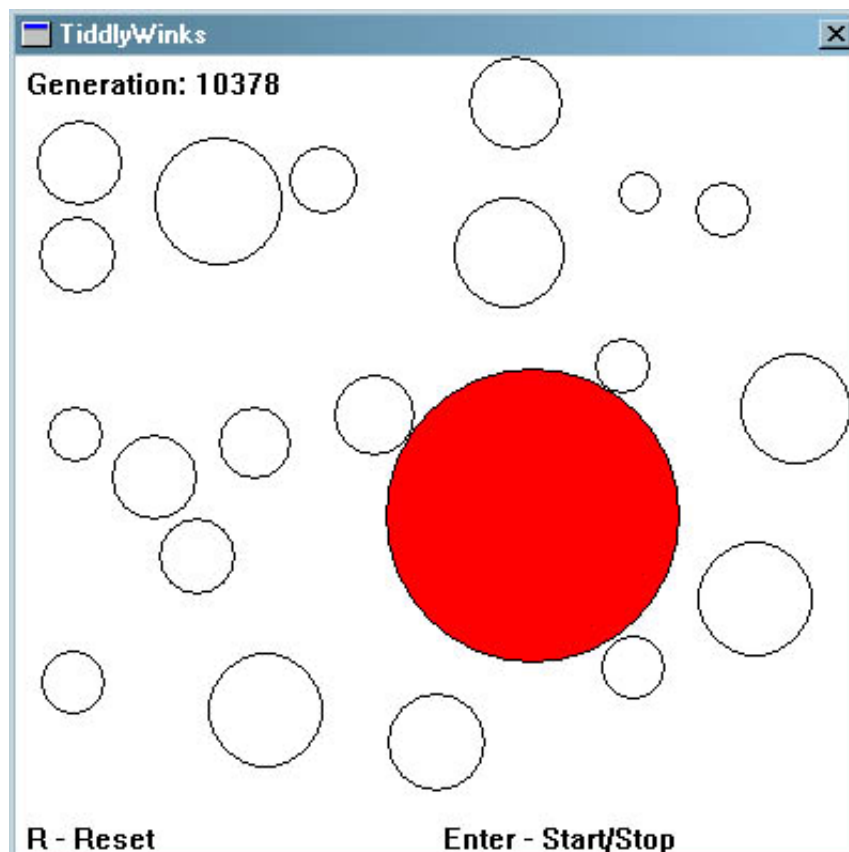 TiddlyWinks
Generation: 10378
R - Reset
Enter - Start/Stop